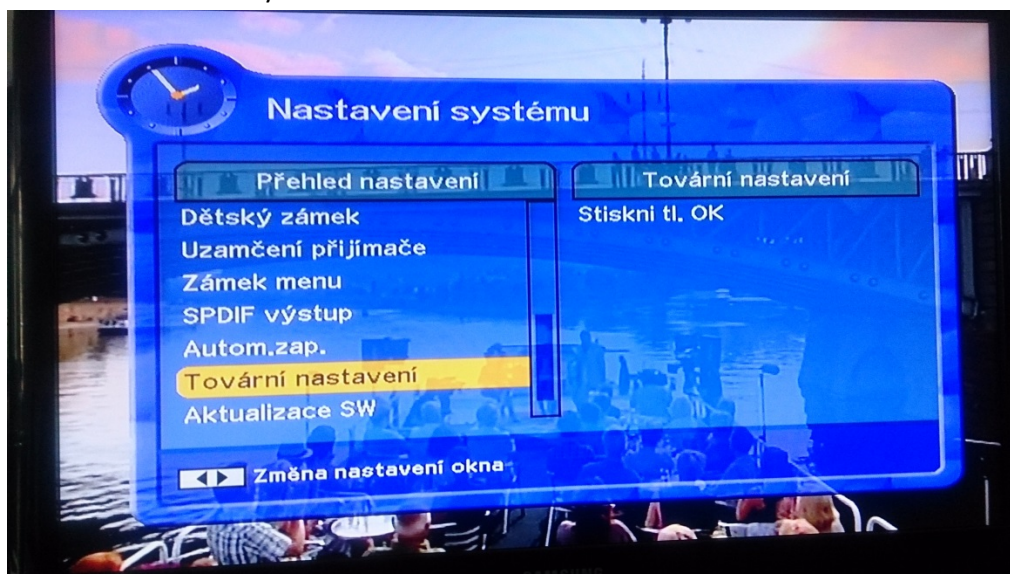 Nastavení systému
Přehled nastavení
Dětský zámek
Uzamčení přijímače
Zámek menu
SPDIF výstup
Autom.zap.
Tovární nastavení
Aktualizace SW
Tovární nastavení
Stiskni tl. OK
Změna nastavení okna
SAMSUNG